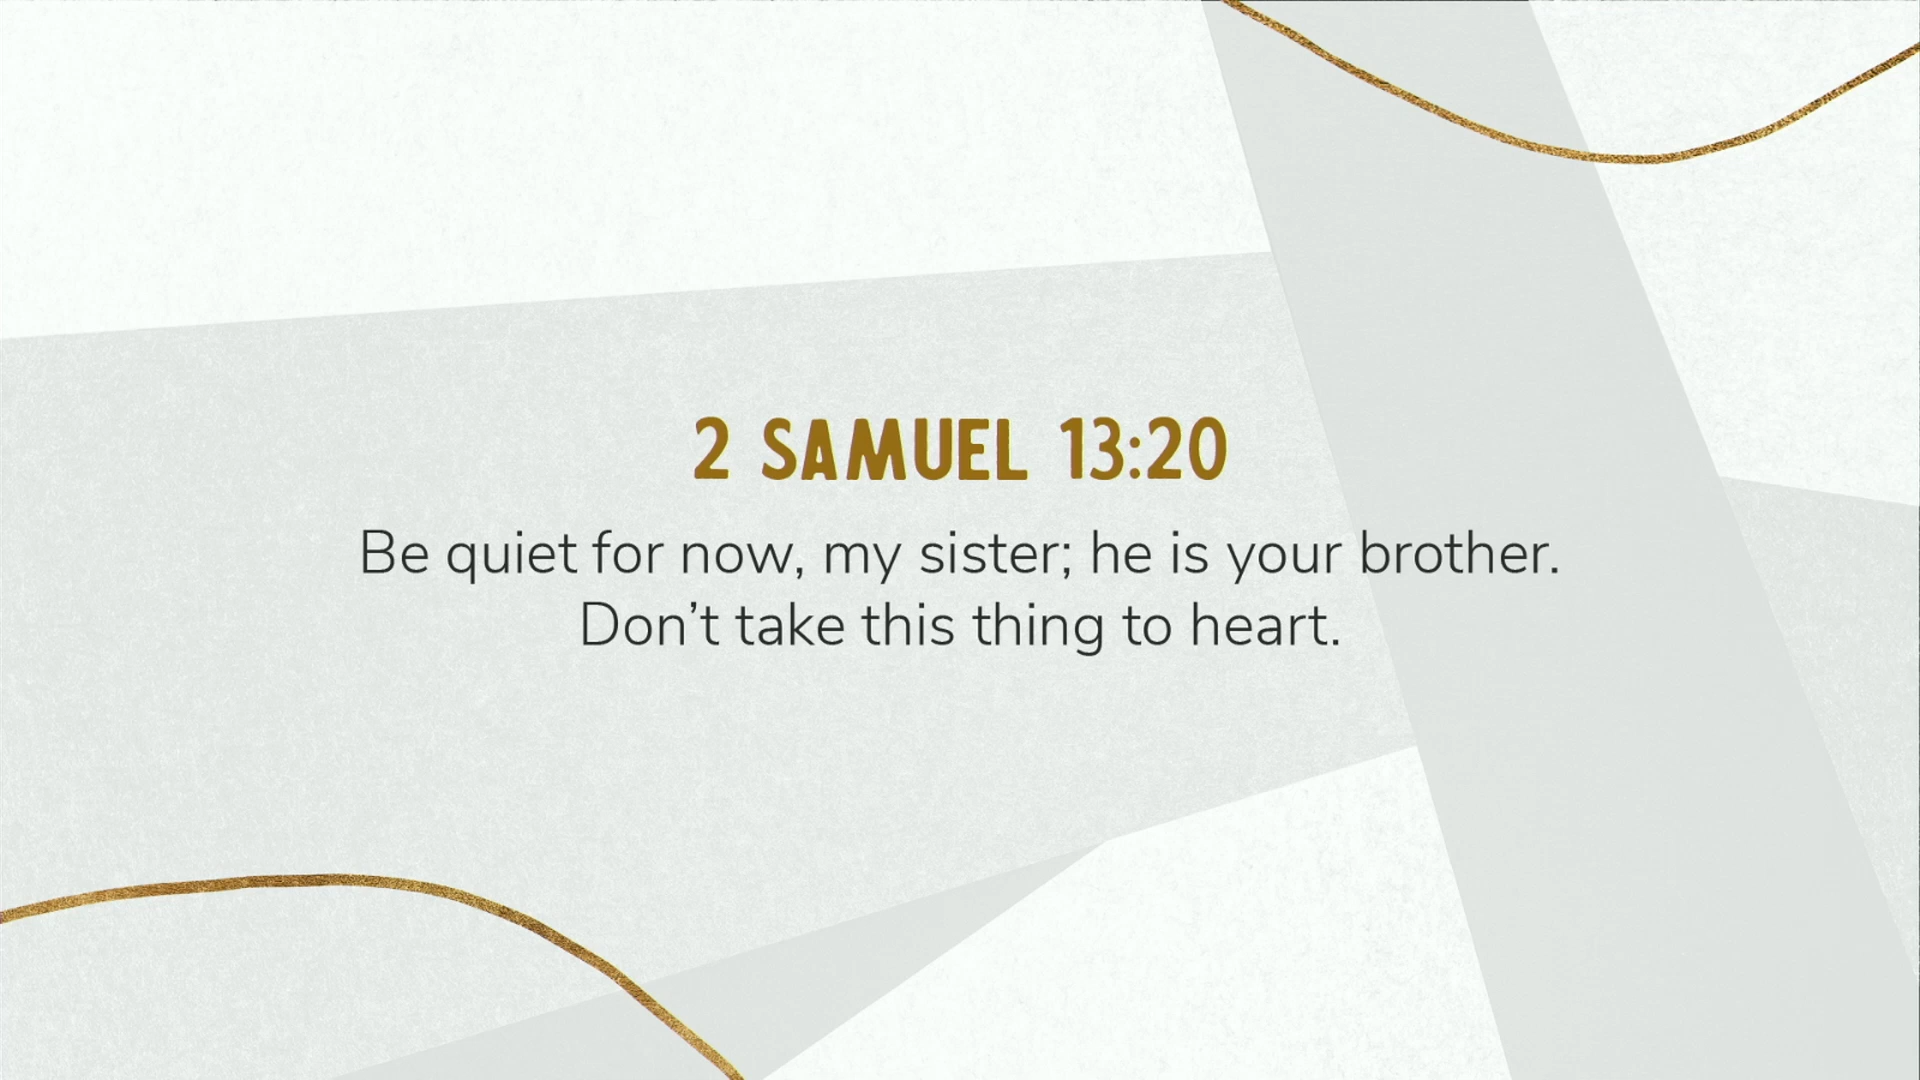 2 SAMUEL 13:20
Be quiet for now, my sister; he is your brother.
Don’t take this thing to heart.